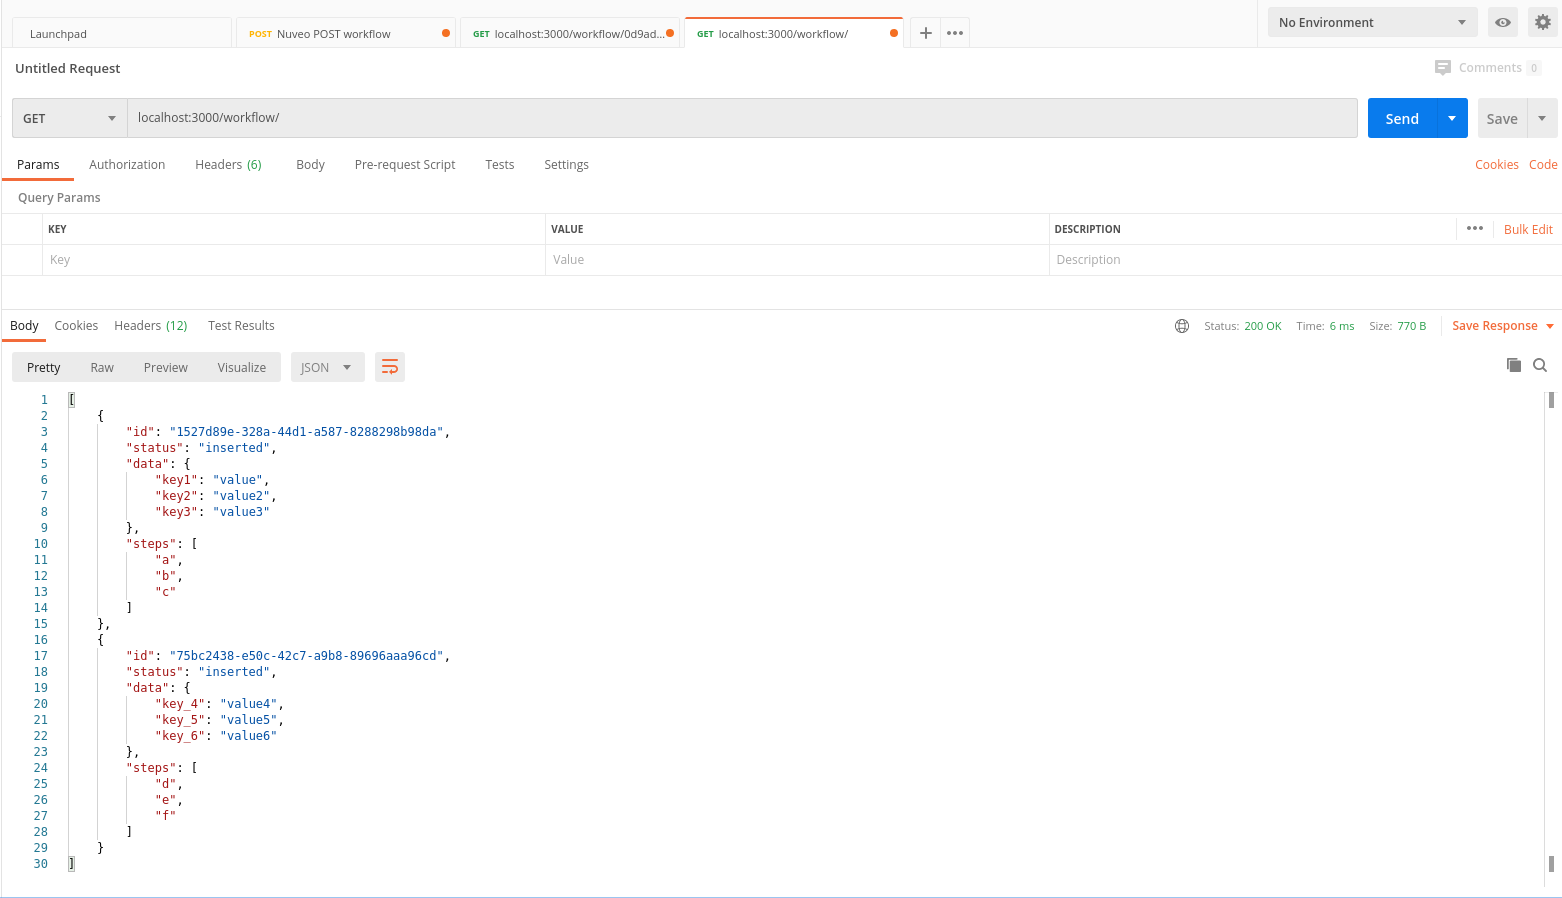 Launchpad
POST Nuveo POST workflow
GET localhost:3000/workflow/0d9ad...
GET localhost:3000/workflow/
No Environment
Untitled Request
Comments 0
GET
localhost:3000/workflow/
Send
Save
Params Authorization Headers (6) Body Pre-request Script Tests Settings
Cookies Code
Query Params
KEY VALUE DESCRIPTION
Bulk Edit
Key Value Description
Body Cookies Headers (12) Test Results
Status: 200 OK Time: 6 ms Size: 770 B
Save Response
Pretty Raw Preview Visualize JSON
1 [
2 {
3 "id": "1527d89e-328a-44d1-a587-8288298b98da",
4 "status": "inserted",
5 "data": {
6 "key1": "value",
7 "key2": "value2",
8 "key3": "value3"
9 },
10 "steps": [
11 "a",
12 "b",
13 "c"
14 ]
15 },
16 {
17 "id": "75bc2438-e50c-42c7-a9b8-89696aaa96cd",
18 "status": "inserted",
19 "data": {
20 "key_4": "value4",
21 "key_5": "value5",
22 "key_6": "value6"
23 },
24 "steps": [
25 "d",
26 "e",
27 "f"
28 ]
29 }
30 ]